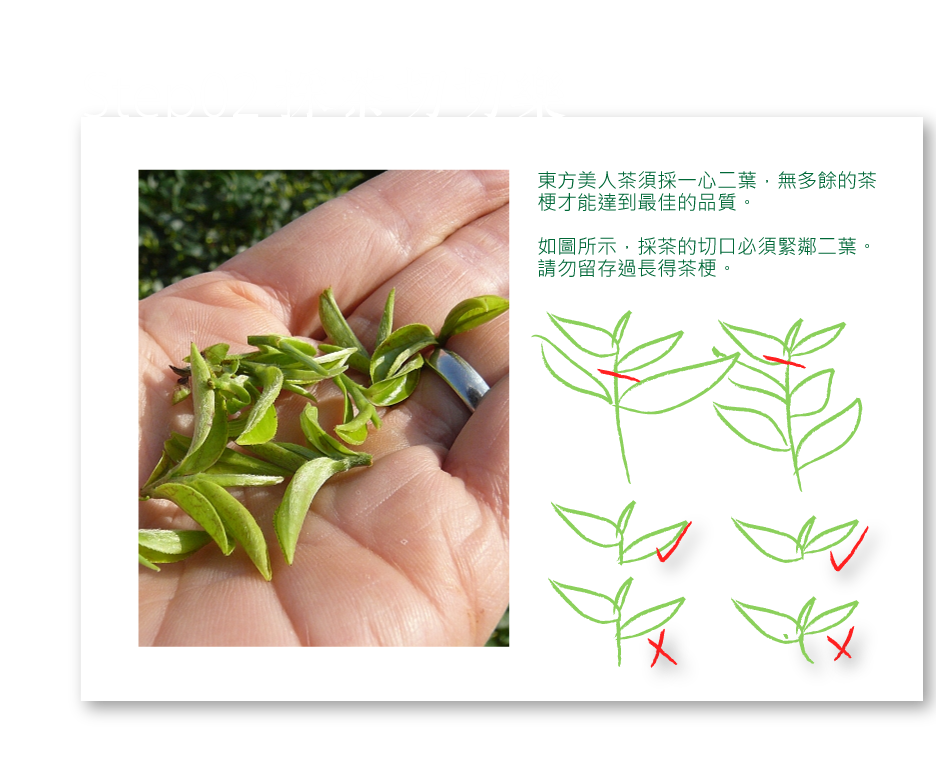 東方美人茶須採一心二葉，無多餘的茶
梗才能達到最佳的品質。
如圖所示，採茶的切口必須緊鄰二葉。
請勿留存過長得茶梗。